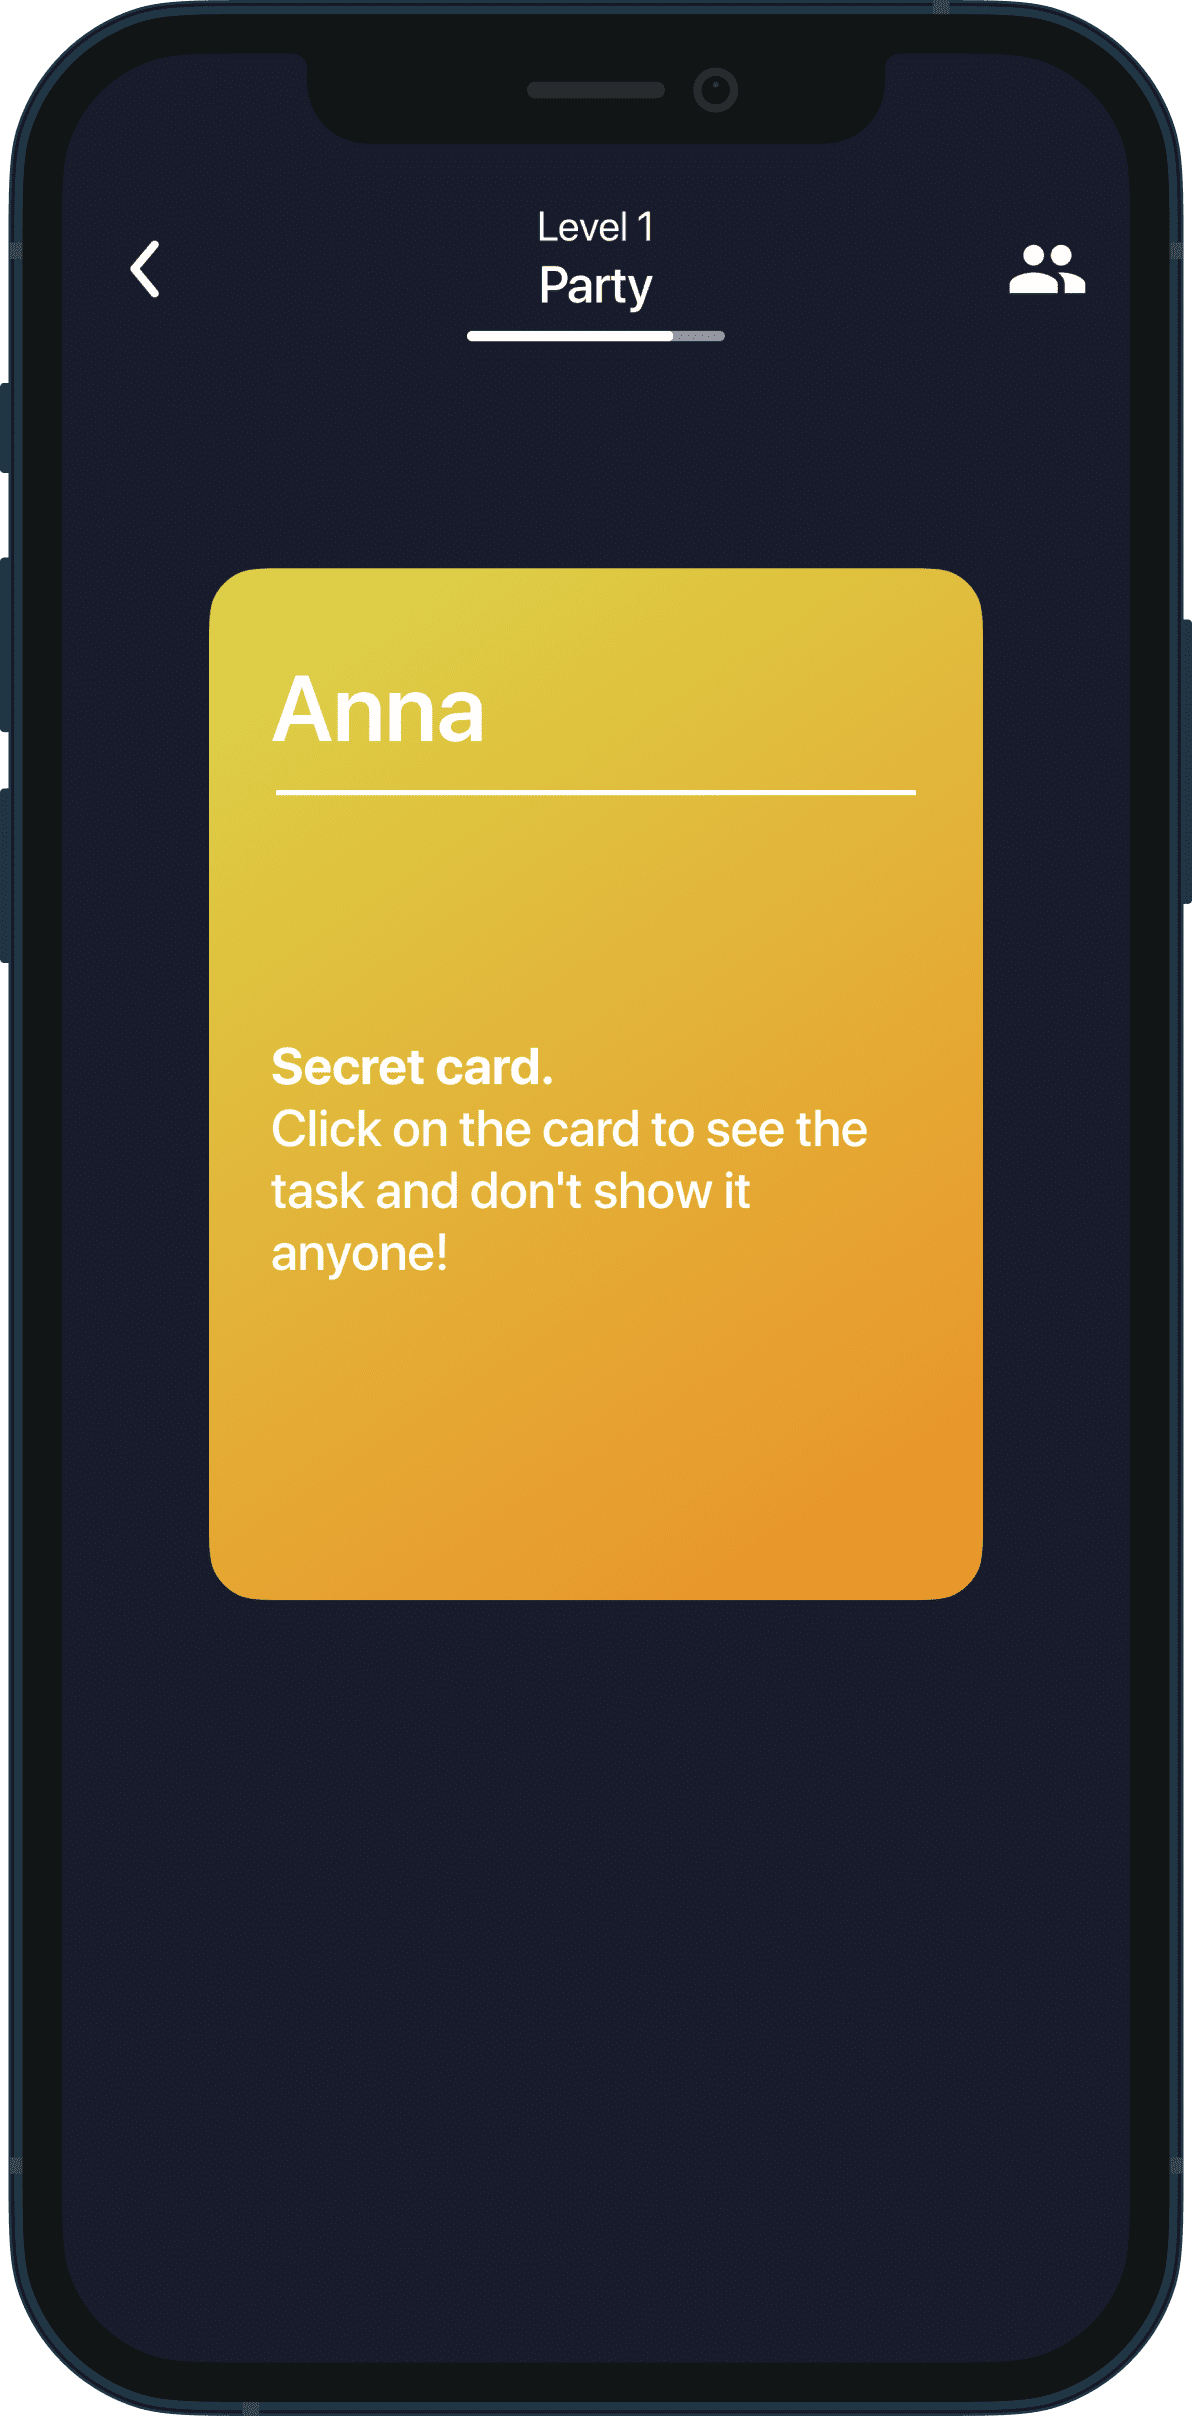 Level 1
Party
Anna
Secret card.
Click on the card to see the
task and don't show it
anyone!